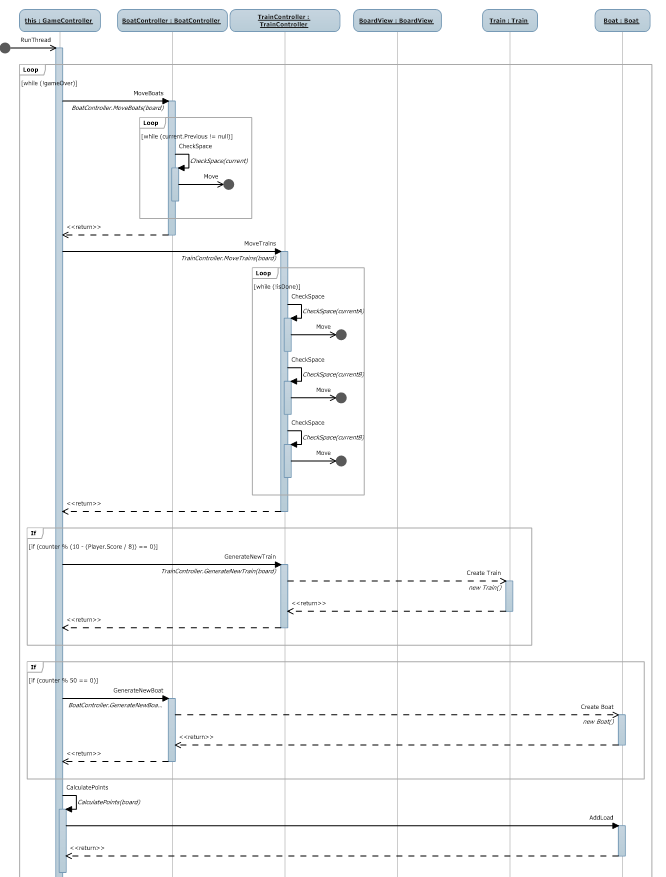 this : GameController
BoatController : BoatController
TrainController :
TrainController
BoardView : BoardView
Train : Train
Boat : Boat
RunThread
Loop
[while (!gameOver)]
MoveBoats
BoatController.MoveBoats(board)
Loop
[while (current.Previous != null)]
CheckSpace
CheckSpace(current)
Move
<<return>>
MoveTrains
TrainController.MoveTrains(board)
Loop
[while (!isDone)]
CheckSpace
CheckSpace(currentA)
Move
CheckSpace
CheckSpace(currentB)
Move
CheckSpace
CheckSpace(currentB)
Move
<<return>>
If
[if (counter % (10 - (Player.Score / 8)) == 0)]
GenerateNewTrain
TrainController.GenerateNewTrain(board)
Create Train
new Train()
<<return>>
<<return>>
If
[if (counter % 50 == 0)]
GenerateNewBoat
BoatController.GenerateNewBoa...
Create Boat
new Boat()
<<return>>
<<return>>
CalculatePoints
CalculatePoints(board)
AddLoad
<<return>>